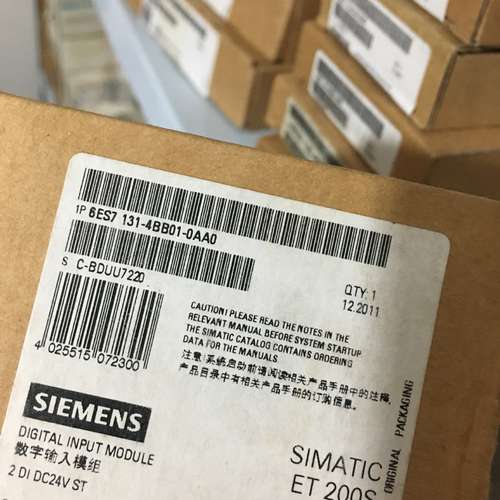 1P 6ES7 131-4BB01-0AA0
S C-BDUU7220
QTY: 1
12.2011
4 025515 072300
CAUTION! PLEASE READ THE NOTES IN THE
RELEVANT MANUAL BEFORE SYSTEM STARTUP.
THE SIMATIC CATALOG CONTAINS ORDERING
DATA FOR THE MANUALS
注意:系统启动前请阅读相关产品手册中的注释,
产品目录中有相关产品手册的订购信息。
ORIGINAL PACKAGING
SIEMENS
DIGITAL INPUT MODULE
数字输入模组
2 DI DC24V ST
SIMATIC
ET 200S